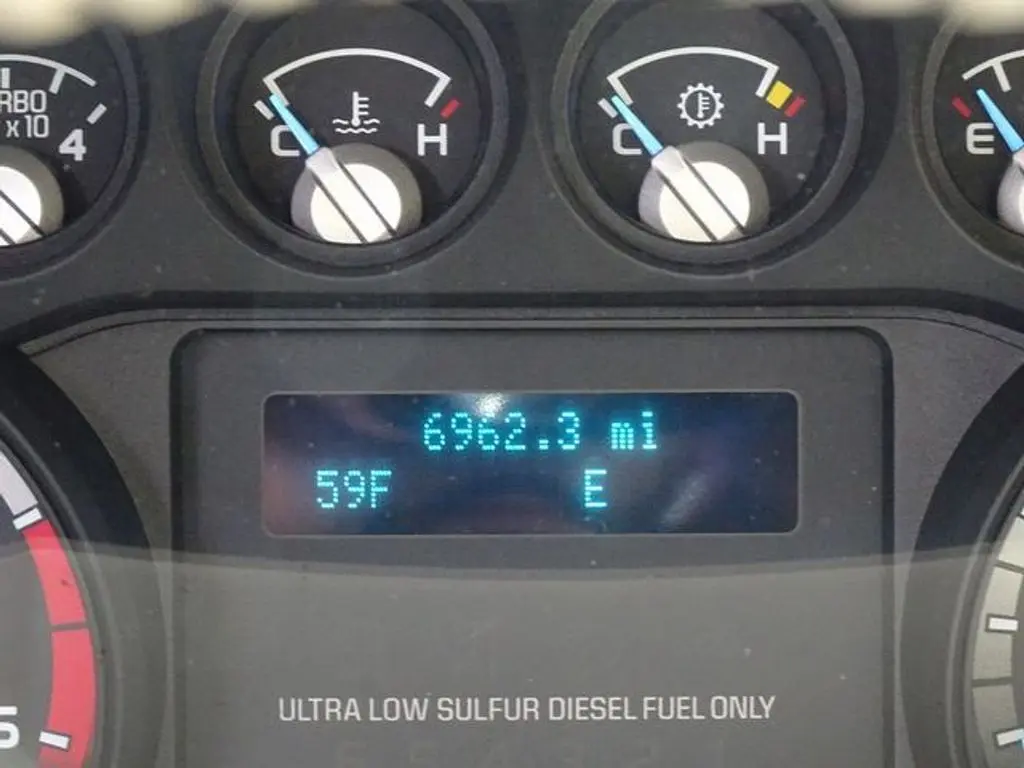 RBO
x10
4
C
H
C
H
E
6962.3 mi
59F E
5
ULTRA LOW SULFUR DIESEL FUEL ONLY